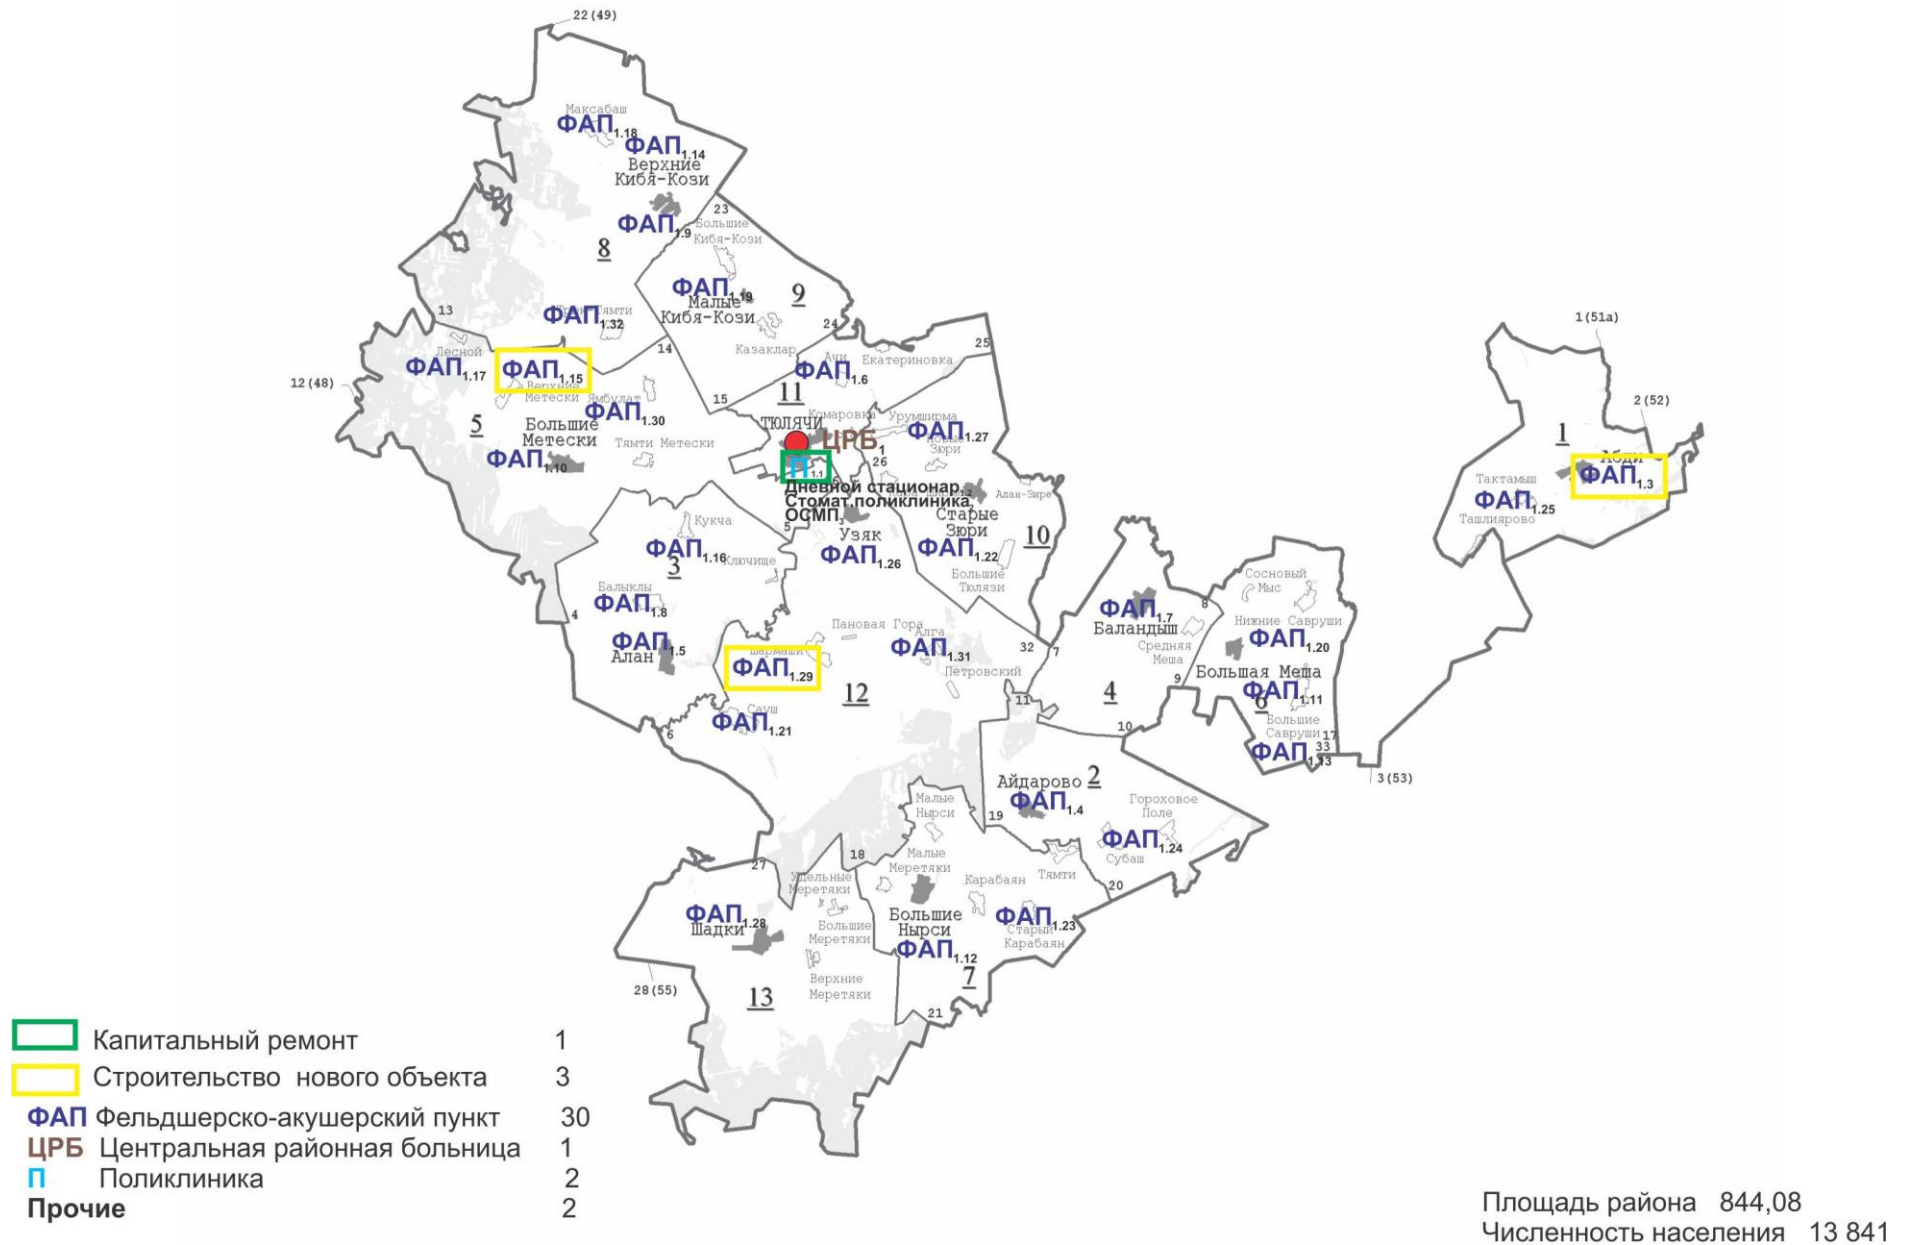 22(49)
Максабаш
ФАП1.18
ФАП1.14
Верхние
Кибя-Кози
ФАП1.9
23
Большие
Кибя-Кози
8
ФАП1.19
Малые
Кибя-Кози
9
Казаклар
24
13
ФАП1.32
14
25
1(51а)
Лесной
ФАП1.17
ФАП1.15
Верхние
Метески
12(48)
Ямбулат
ФАП1.30
15
Ачи
ФАП1.6
Екатериновка
11
5
Большие
Метески
ФАП1.10
Тямти Метески
ТЮЛЯЧИ
Комаровка
ЦРБ
1
П1.1
Дневной стационар
Стомат.поликлиника
ОСМП
Урумширма
ФАП1.27
Новые
Зюри
26
Алан-Зире
Старые
Зюри
10
ФАП1.22
Большие
Тюлязи
2(52)
1
Абди
ФАП1.3
Тактамыш
ФАП1.25
Ташлиярово
Кукча
ФАП1.16
3
Ключище
5
Узяк
ФАП1.26
Балыклы
ФАП1.8
4
ФАП1.5
Алан
Шармаши
ФАП1.29
Пановая Гора
Алга
ФАП1.31
Петровский
32
7
12
Сауш
ФАП1.21
6
ФАП1.7
Баландыш
Средняя
Меша
8
9
4
10
11
Сосновый
Мыс
Нижние Савруши
ФАП1.20
Большая Меша
ФАП1.11
6
Большие
Савруши
17
33
ФАП1.13
3(53)
Айдарово
2
ФАП1.4
Гороховое
Поле
ФАП1.24
Субаш
19
Тямти
20
Малые
Нырси
18
Малые
Меретяки
Карабаян
Большие
Нырси
ФАП1.12
ФАП1.23
Старый
Карабаян
7
21
27
Удельные
Меретяки
ФАП1.28
Шадки
Большие
Меретяки
Верхние
Меретяки
28(55)
13
Капитальный ремонт 1
Строительство нового объекта 3
ФАП Фельдшерско-акушерский пункт 30
ЦРБ Центральная районная больница 1
П Поликлиника 2
Прочие 2
Площадь района 844,08
Численность населения 13 841